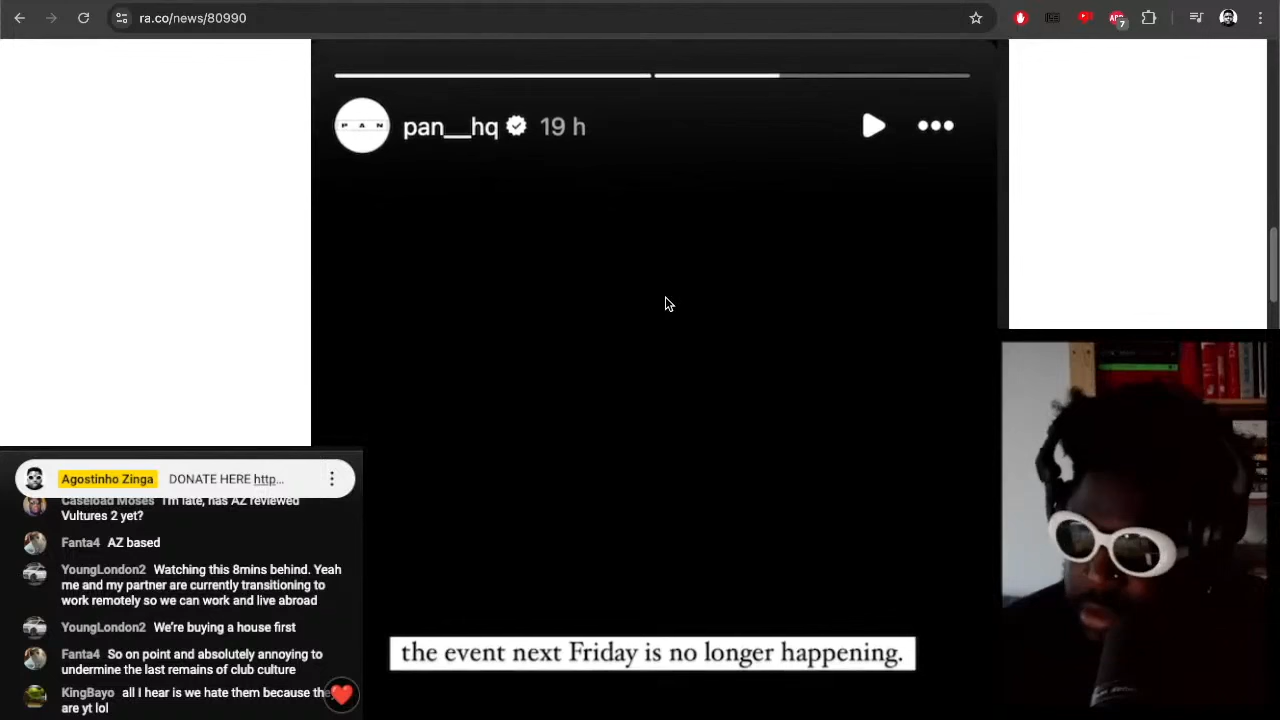 ra.co/news/80990
ABP
7
P A N
pan__hq 19 h
the event next Friday is no longer happening.
Agostinho Zinga DONATE HERE http...
Caseload Moses I'm late, has AZ reviewed
Vultures 2 yet?
Fanta4 AZ based
YoungLondon2 Watching this 8mins behind. Yeah
me and my partner are currently transitioning to
work remotely so we can work and live abroad
YoungLondon2 We're buying a house first
Fanta4 So on point and absolutely annoying to
undermine the last remains of club culture
KingBayo all I hear is we hate them because the
are yt lol